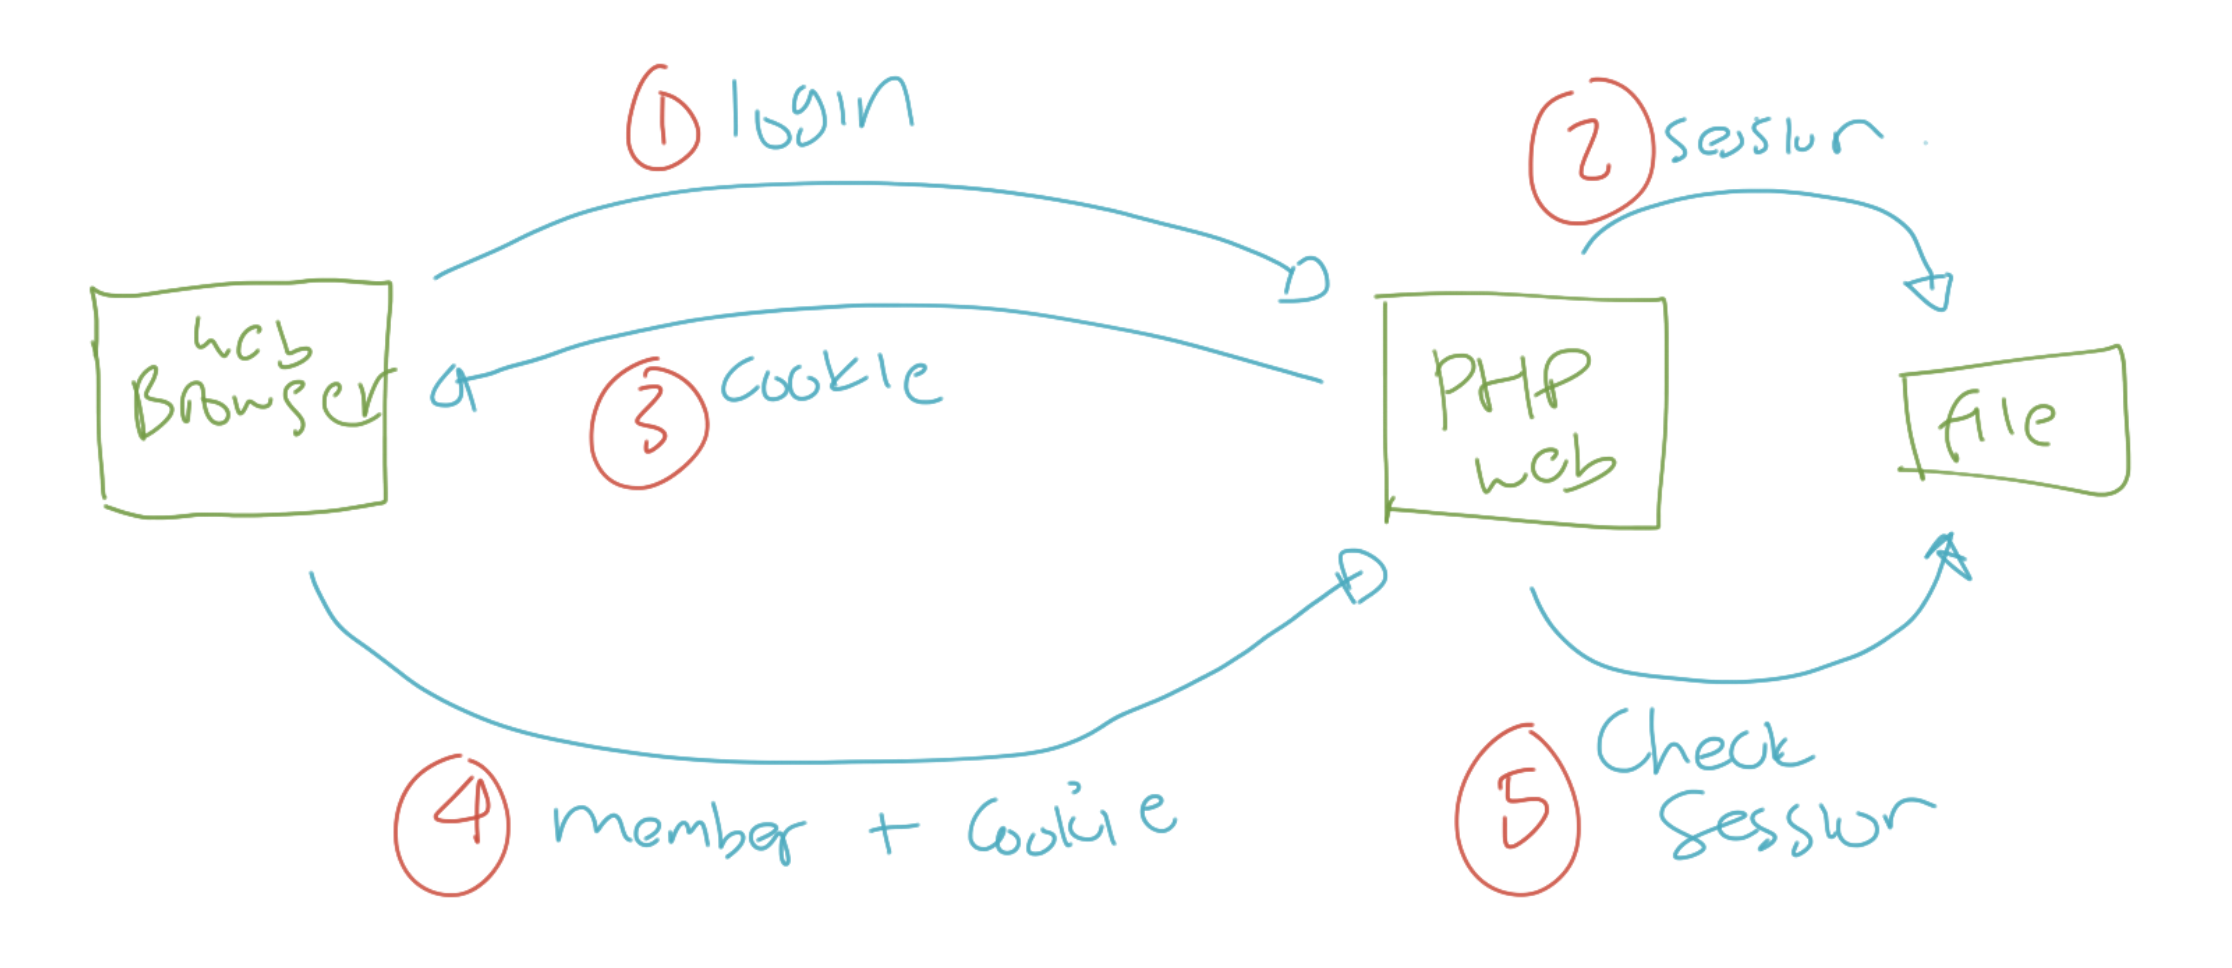 1 login
2 session
web
Browser
3 Cookie
PHP
web
file
4 member + Cookie
5 Check
Session